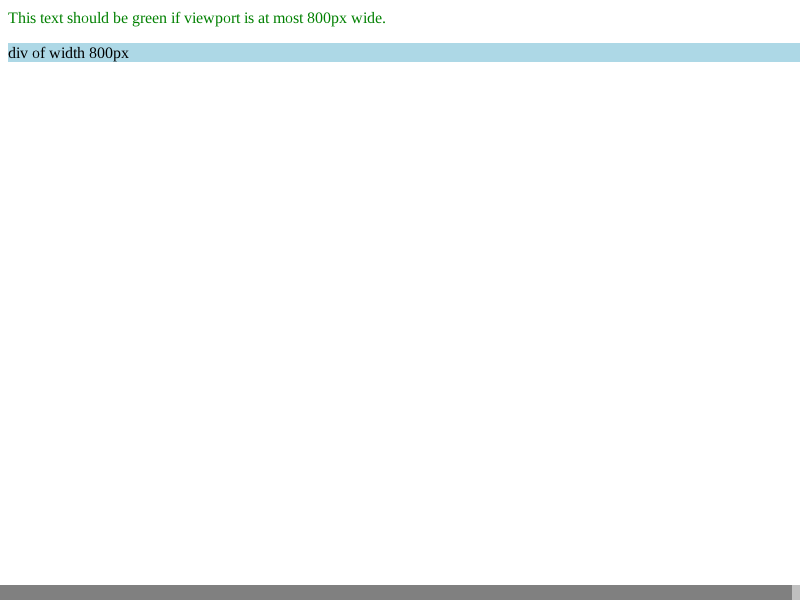 This text should be green if viewport is at most 800px wide.
div of width 800px